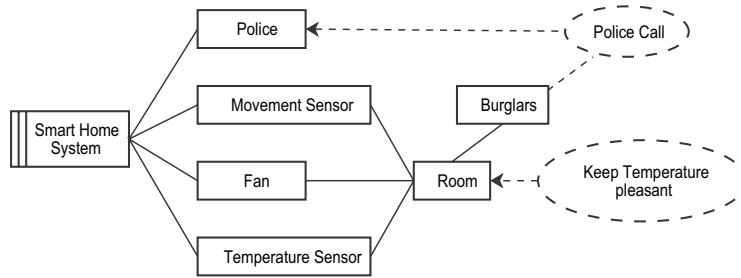 Police
Police Call
Movement Sensor
Burglars
Smart Home
System
Fan
Room
Keep Temperature
pleasant
Temperature Sensor